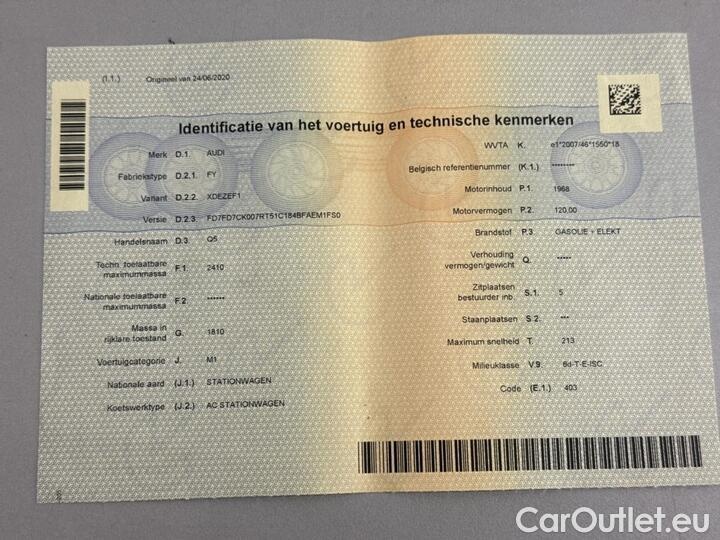 (I.1.) Origineel van 24/06/2020
Identificatie van het voertuig en technische kenmerken
Merk D.1. AUDI
Fabriekstype D.2.1. FY
Variant D.2.2. XDEZEF1
Versie D.2.3. FD7FD7CK007RT51C184BFAEM1FS0
Handelsnaam D.3. Q5
Techn. toelaatbare
maximummassa F.1. 2410
Nationale toelaatbare
maximummassa F.2. ******
Massa in
rijklare toestand G. 1810
Voertuigcategorie J. M1
Nationale aard (J.1.) STATIONWAGEN
Koetswerktype (J.2.) AC STATIONWAGEN
WVTA K. e1*2007/46*1550*18
Belgisch referentienummer (K.1.) ********
Motorinhoud P.1. 1968
Motorvermogen P.2. 120,00
Brandstof P.3. GASOLIE + ELEKT
Verhouding
vermogen/gewicht Q. *****
Zitplaatsen
bestuurder inb. S.1. 5
Staanplaatsen S.2. ***
Maximum snelheid T. 213
Milieuklasse V.9. 6d-T-E-ISC
Code (E.1.) 403
CarOutlet.eu